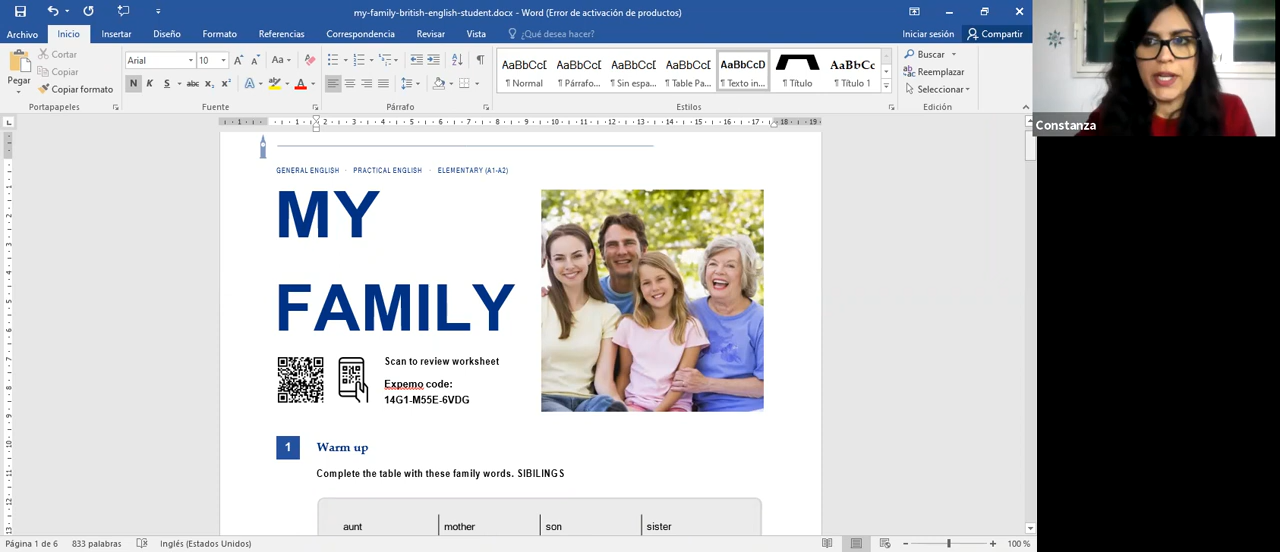 my-family-british-english-student.docx - Word (Error de activación de productos)
Archivo Inicio Insertar Diseño Formato Referencias Correspondencia Revisar Vista ¿Qué desea hacer? Iniciar sesión Compartir
Pegar
Cortar
Copiar
Copiar formato
Portapapeles
Arial 10
N K S abc X₂ X²
Fuente
Párrafo
AaBbCcI AaBbCcI AaBbCcI AaBbCcI AaBbCcD AaBbCc
¶ Normal ¶ Párrafo... ¶ Sin espa... ¶ Table Pa... ¶ Texto in... ¶ Título ¶ Título 1
Estilos
Buscar
Reemplazar
Seleccionar
Edición
Constanza
GENERAL ENGLISH · PRACTICAL ENGLISH · ELEMENTARY (A1-A2)
MY
FAMILY
Scan to review worksheet
Expemo code:
14G1-M55E-6VDG
1 Warm up
Complete the table with these family words. SIBILINGS
aunt mother son sister
Página 1 de 6 833 palabras Inglés (Estados Unidos) 100 %